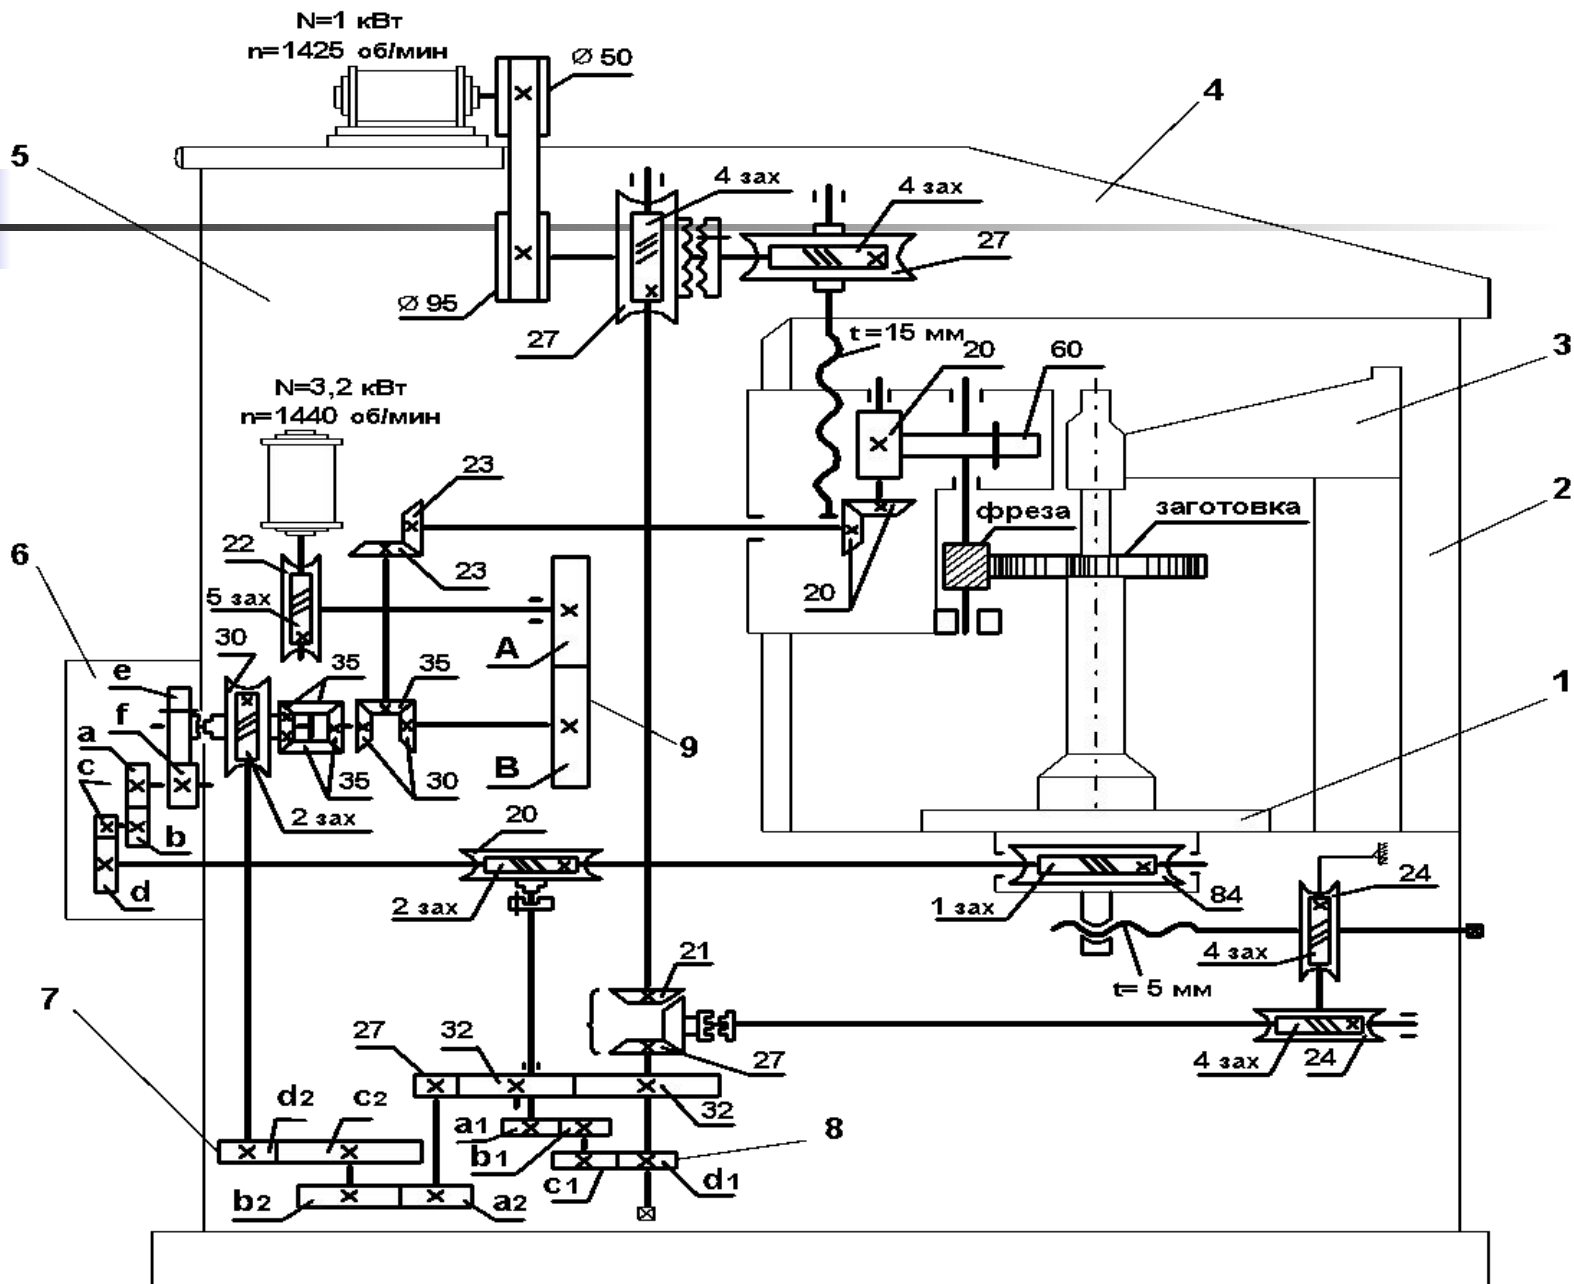 N=1 кВт
n=1425 об/мин
Ø 50
4
5
4 зах
4 зах
27
Ø 95
27
t=15 мм
20
60
3
N=3,2 кВт
n=1440 об/мин
23
2
фреза
заготовка
6
22
23
5 зах
20
30
A
35
35
1
e
f
a
9
c
B
35
30
2 зах
20
b
d
2 зах
1 зах
84
24
4 зах
21
t= 5 мм
7
27
32
27
4 зах
24
d2
c2
32
a1
b1
8
c1
d1
b2
a2